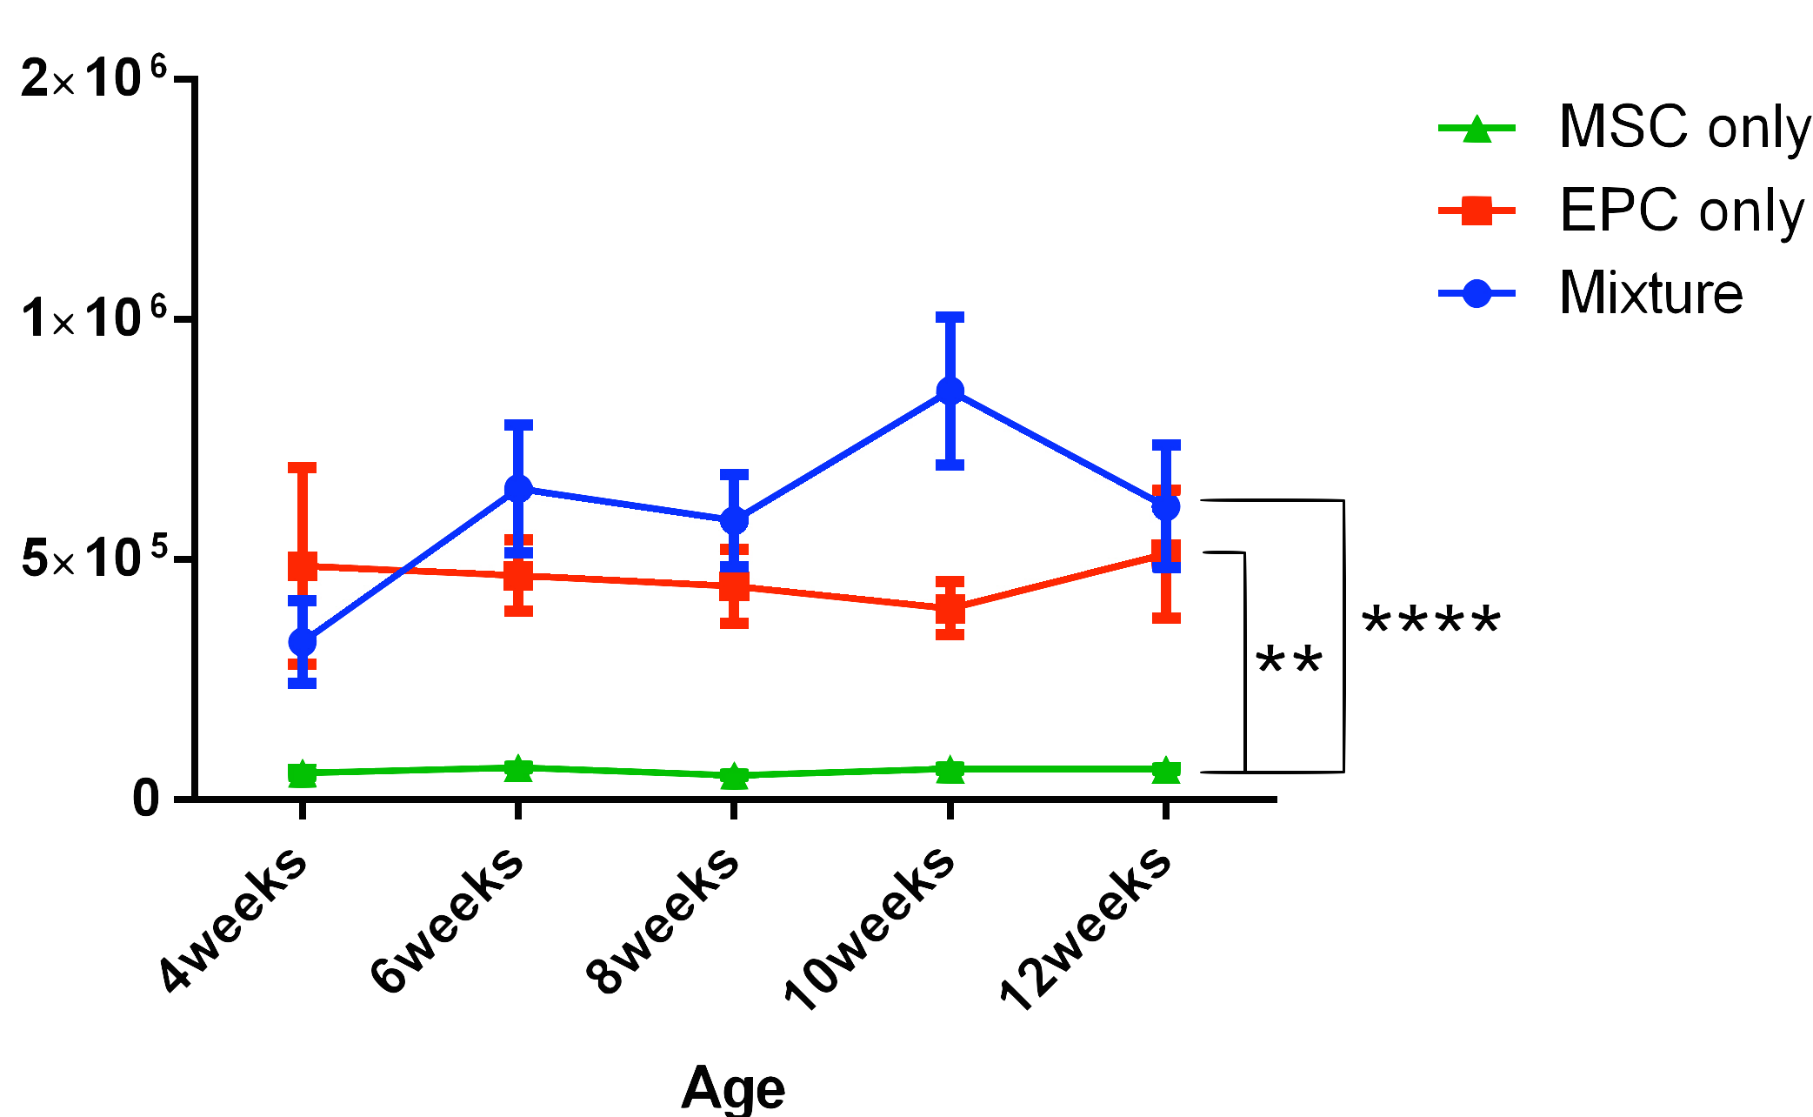 2×10⁶
1×10⁶
5×10⁵
0
MSC only
EPC only
Mixture
****
**
4weeks
6weeks
8weeks
10weeks
12weeks
Age